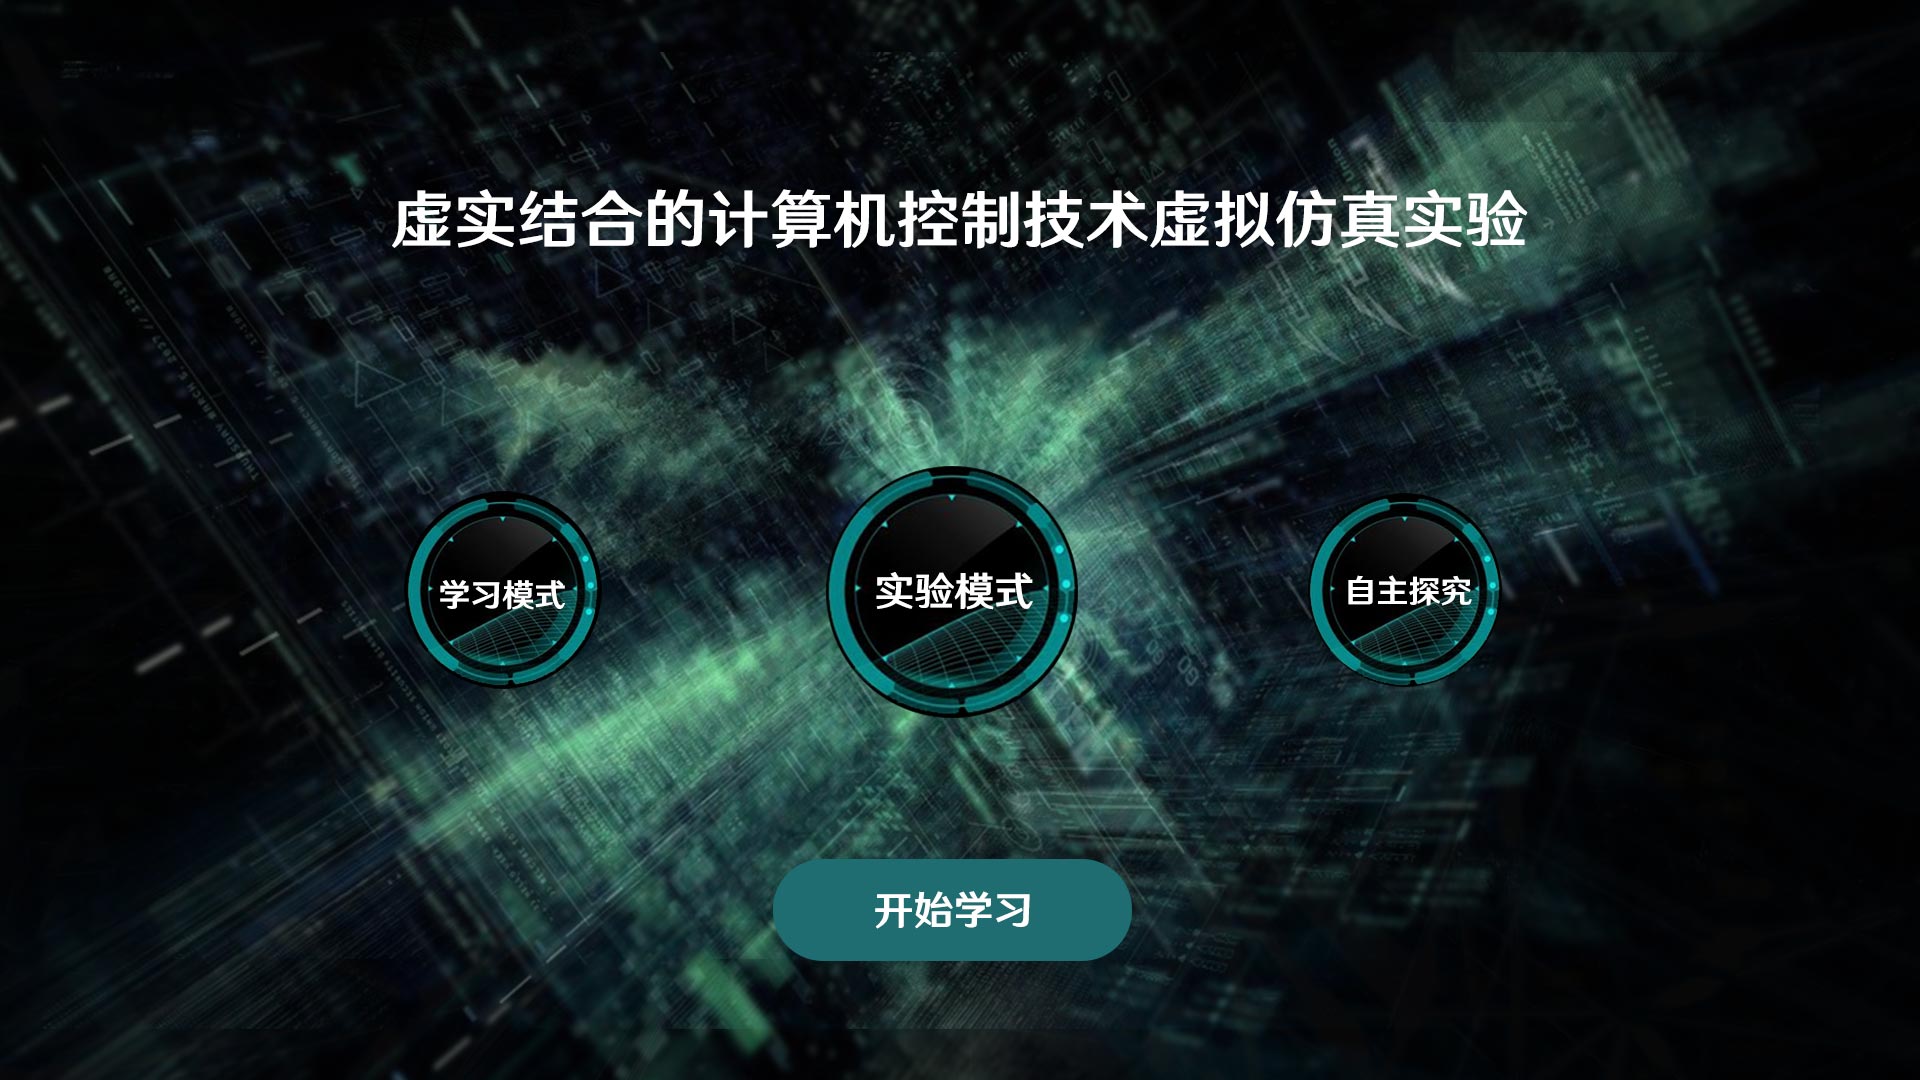 虚实结合的计算机控制技术虚拟仿真实验
学习模式
实验模式
自主探究
开始学习